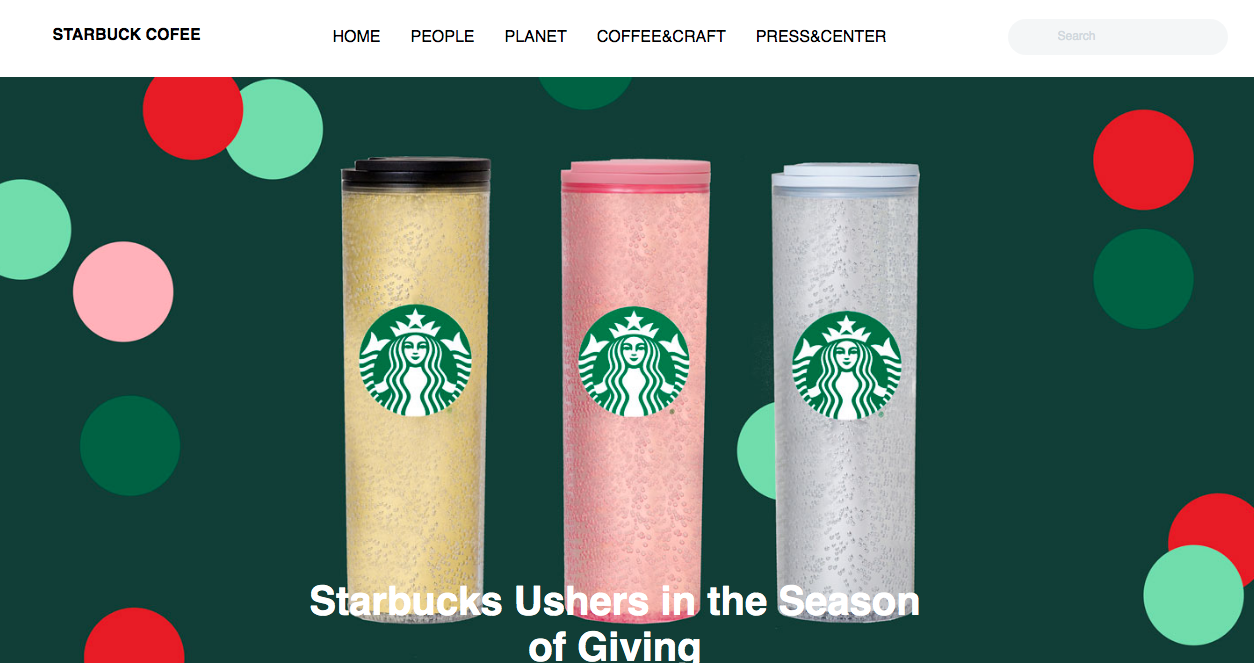 STARBUCK COFEE
HOME PEOPLE PLANET COFFEE&CRAFT PRESS&CENTER
Search
Starbucks Ushers in the Season
of Giving